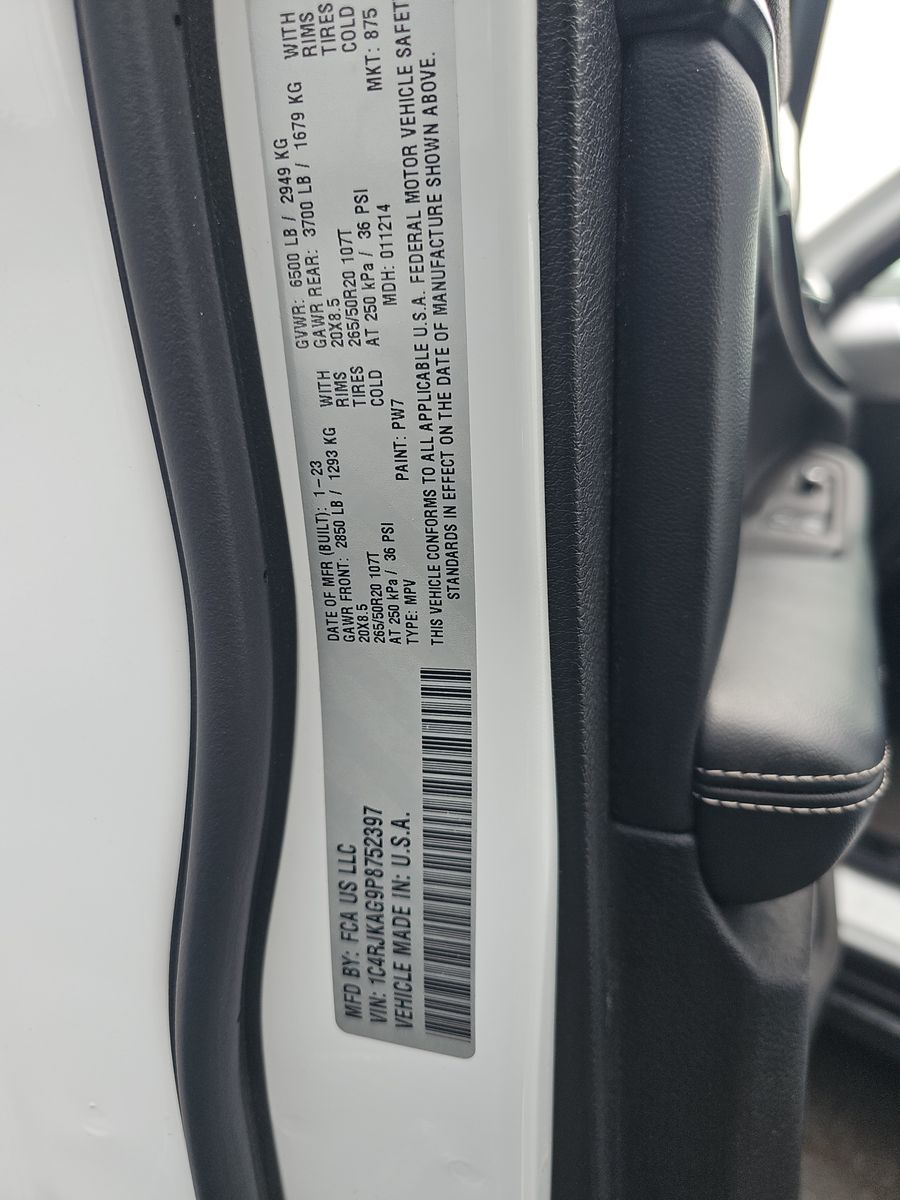 MFD BY: FCA US LLC
VIN: 1C4RJKAG9P8752397
VEHICLE MADE IN: U.S.A.
DATE OF MFR (BUILT): 1-23 GVWR: 6500 LB / 2949 KG
GAWR FRONT: 2850 LB / 1293 KG WITH GAWR REAR: 3700 LB / 1679 KG WITH
20X8.5 RIMS 20X8.5 RIMS
265/50R20 107T TIRES 265/50R20 107T TIRES
AT 250 kPa / 36 PSI COLD AT 250 kPa / 36 PSI COLD
TYPE: MPV PAINT: PW7 MDH: 011214 MKT: 875
THIS VEHICLE CONFORMS TO ALL APPLICABLE U.S.A. FEDERAL MOTOR VEHICLE SAFET
STANDARDS IN EFFECT ON THE DATE OF MANUFACTURE SHOWN ABOVE.